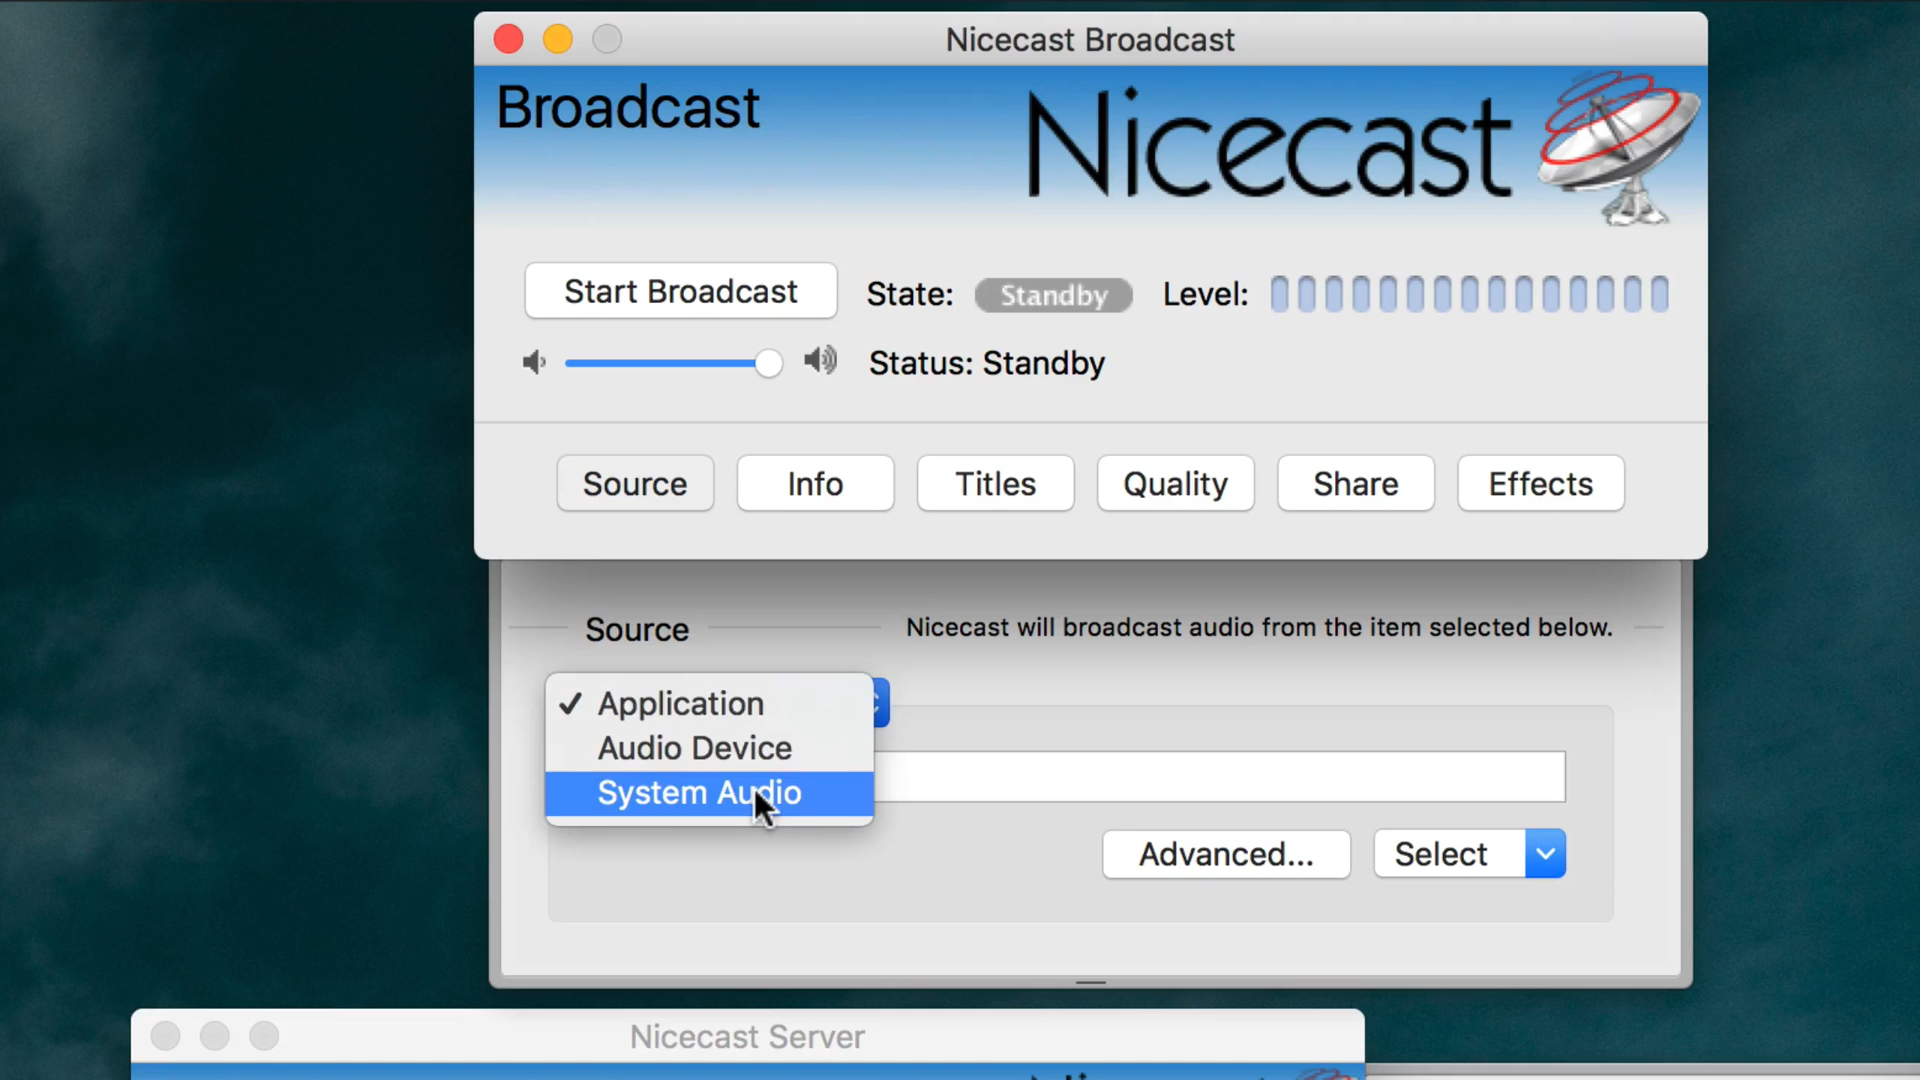 Nicecast Broadcast
Broadcast
Nicecast
Start Broadcast
State: Standby
Level:
Status: Standby
Source
Info
Titles
Quality
Share
Effects
Source
Nicecast will broadcast audio from the item selected below.
✓ Application
Audio Device
System Audio
Advanced...
Select
Nicecast Server